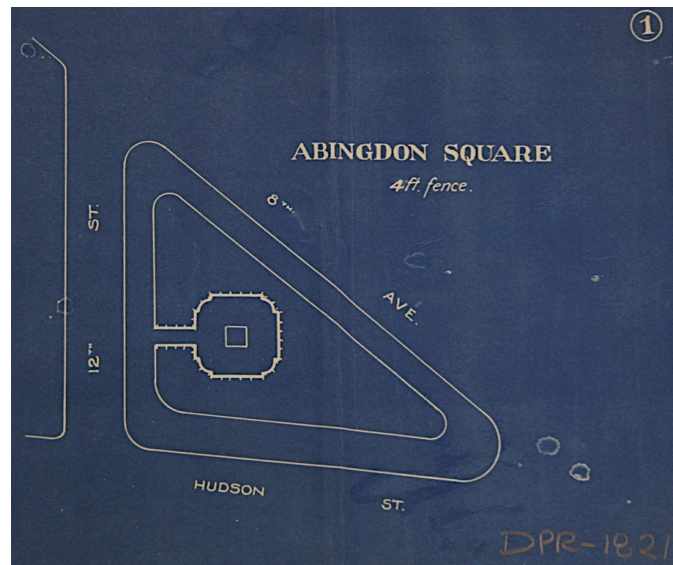 1
ABINGDON SQUARE
4ft. fence.
8TH.
AVE.
12TH
ST.
HUDSON
ST.
DPR-1821